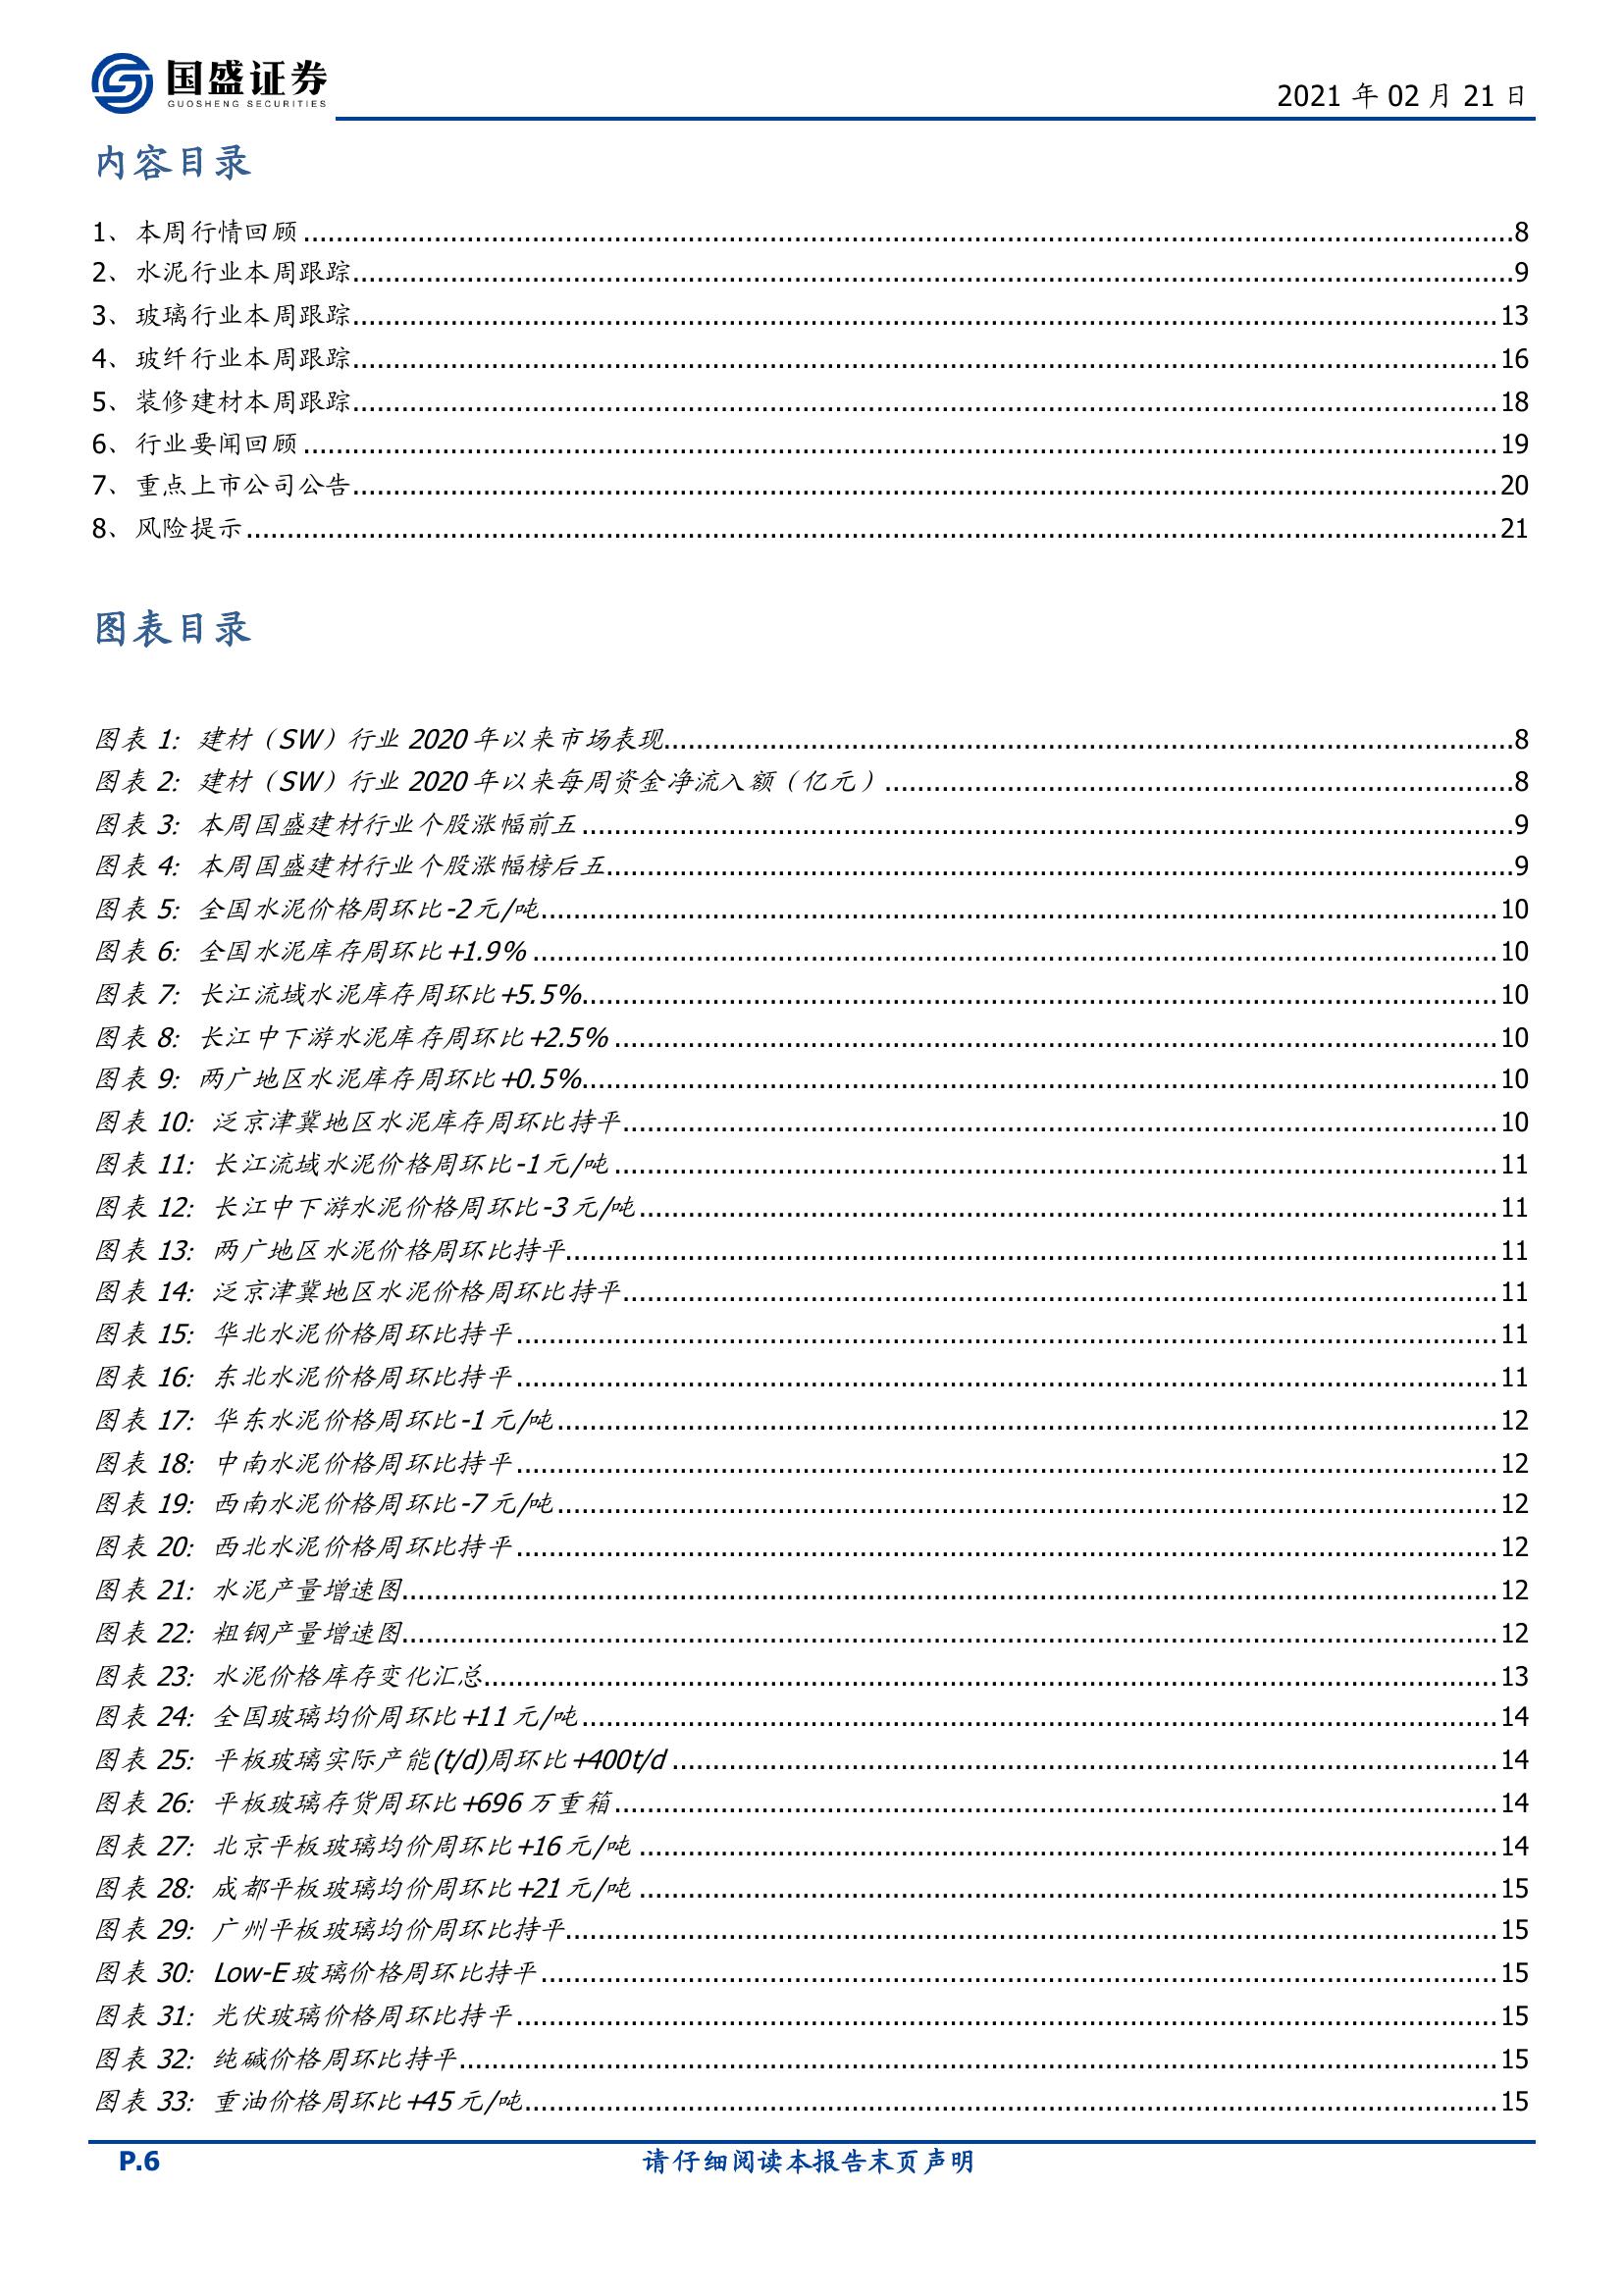 国盛证券
GUOSHENG SECURITIES
2021 年 02 月 21 日
内容目录
1、本周行情回顾........8
2、水泥行业本周跟踪........9
3、玻璃行业本周跟踪........13
4、玻纤行业本周跟踪........16
5、装修建材本周跟踪........18
6、行业要闻回顾........19
7、重点上市公司公告........20
8、风险提示........21
图表目录
图表 1: 建材（SW）行业 2020 年以来市场表现........8
图表 2: 建材（SW）行业 2020 年以来每周资金净流入额（亿元）........8
图表 3: 本周国盛建材行业个股涨幅前五........9
图表 4: 本周国盛建材行业个股涨幅榜后五........9
图表 5: 全国水泥价格周环比-2 元/吨........10
图表 6: 全国水泥库存周环比+1.9%........10
图表 7: 长江流域水泥库存周环比+5.5%........10
图表 8: 长江中下游水泥库存周环比+2.5%........10
图表 9: 两广地区水泥库存周环比+0.5%........10
图表 10: 泛京津冀地区水泥库存周环比持平........10
图表 11: 长江流域水泥价格周环比-1 元/吨........11
图表 12: 长江中下游水泥价格周环比-3 元/吨........11
图表 13: 两广地区水泥价格周环比持平........11
图表 14: 泛京津冀地区水泥价格周环比持平........11
图表 15: 华北水泥价格周环比持平........11
图表 16: 东北水泥价格周环比持平........11
图表 17: 华东水泥价格周环比-1 元/吨........12
图表 18: 中南水泥价格周环比持平........12
图表 19: 西南水泥价格周环比-7 元/吨........12
图表 20: 西北水泥价格周环比持平........12
图表 21: 水泥产量增速图........12
图表 22: 粗钢产量增速图........12
图表 23: 水泥价格库存变化汇总........13
图表 24: 全国玻璃均价周环比+11 元/吨........14
图表 25: 平板玻璃实际产能(t/d)周环比+400t/d........14
图表 26: 平板玻璃存货周环比+696 万重箱........14
图表 27: 北京平板玻璃均价周环比+16 元/吨........14
图表 28: 成都平板玻璃均价周环比+21 元/吨........15
图表 29: 广州平板玻璃均价周环比持平........15
图表 30: Low-E 玻璃价格周环比持平........15
图表 31: 光伏玻璃价格周环比持平........15
图表 32: 纯碱价格周环比持平........15
图表 33: 重油价格周环比+45 元/吨........15
P.6
请仔细阅读本报告末页声明